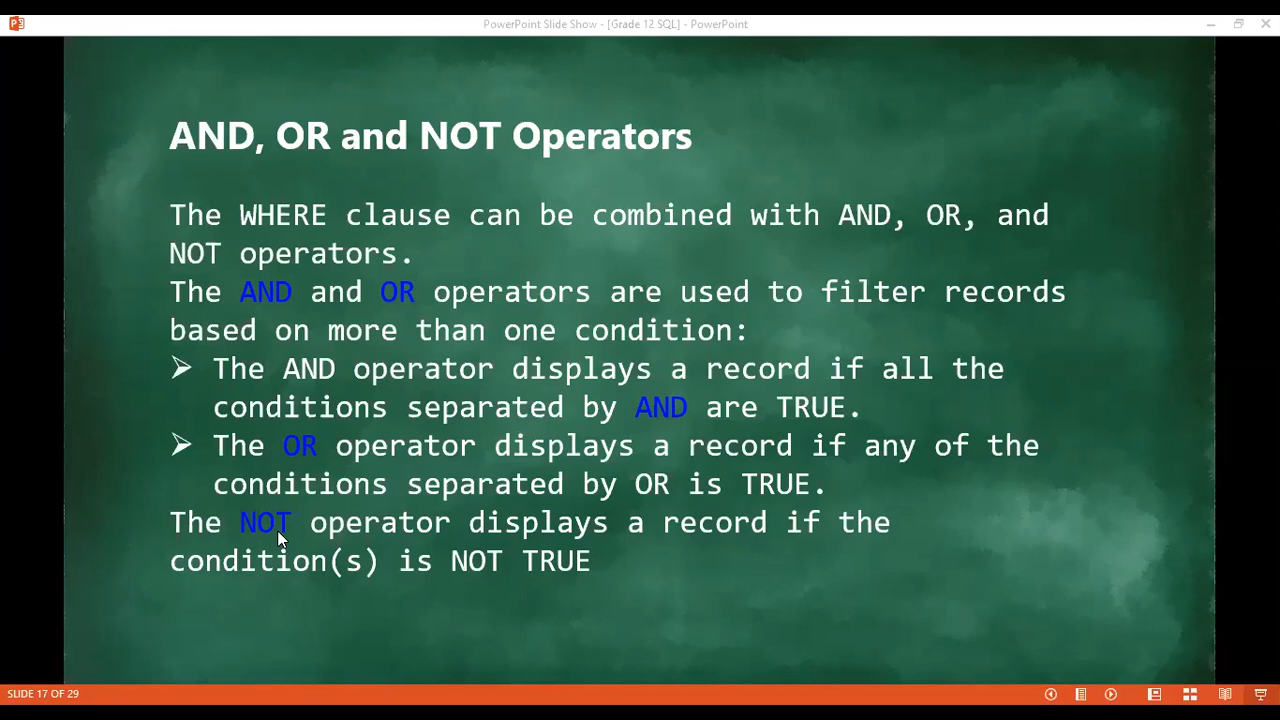 PowerPoint Slide Show - [Grade 12 SQL] - PowerPoint
AND, OR and NOT Operators
The WHERE clause can be combined with AND, OR, and
NOT operators.
The AND and OR operators are used to filter records
based on more than one condition:
➢ The AND operator displays a record if all the
conditions separated by AND are TRUE.
➢ The OR operator displays a record if any of the
conditions separated by OR is TRUE.
The NOT operator displays a record if the
condition(s) is NOT TRUE
SLIDE 17 OF 29